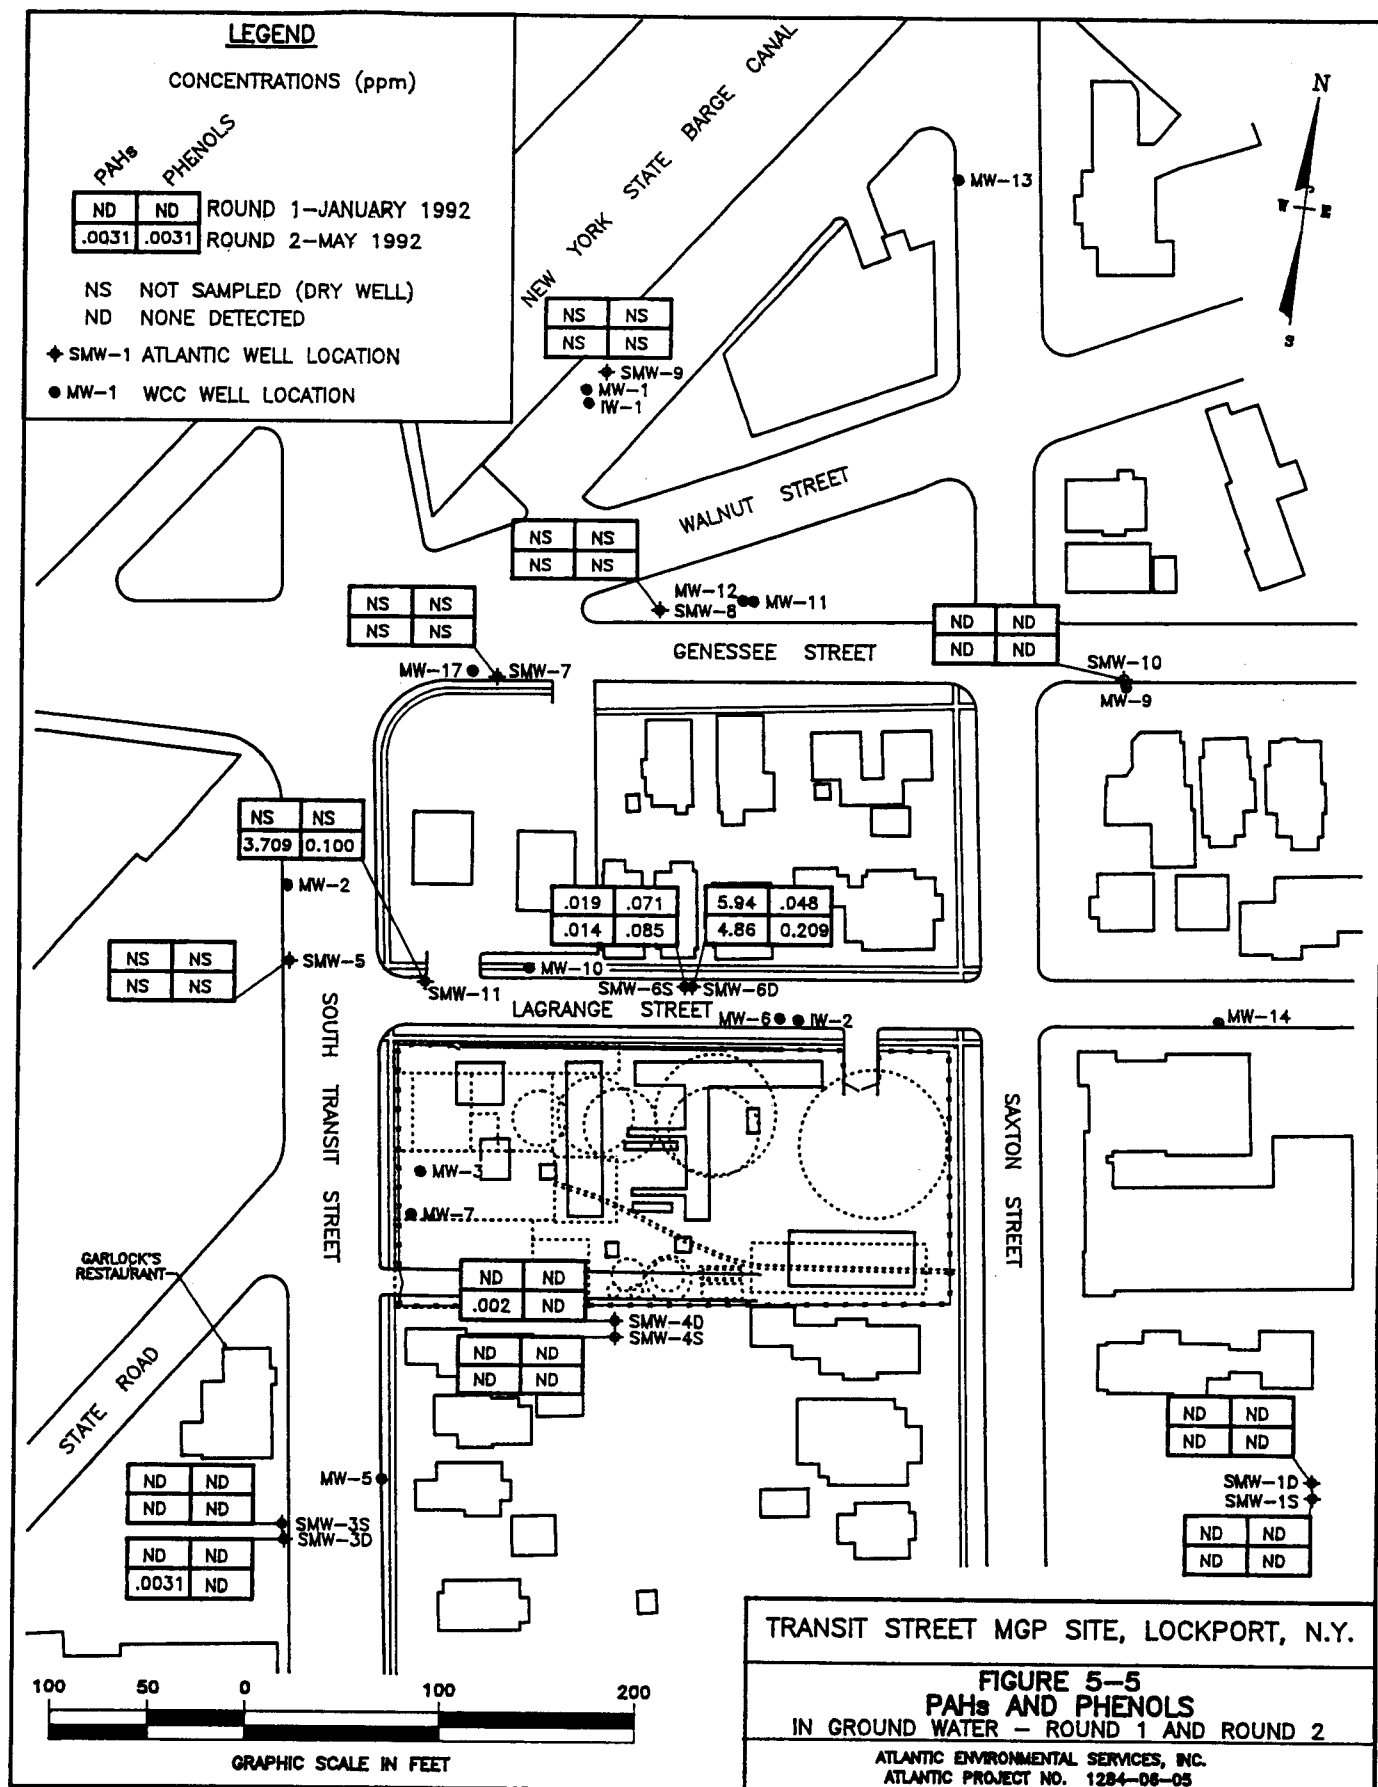 LEGEND
CONCENTRATIONS (ppm)
PAHs PHENOLS
ND ND ROUND 1-JANUARY 1992
.0031 .0031 ROUND 2-MAY 1992
NS NOT SAMPLED (DRY WELL)
ND NONE DETECTED
SMW-1 ATLANTIC WELL LOCATION
MW-1 WCC WELL LOCATION
NEW YORK STATE BARGE CANAL
N
W E
S
MW-13
NS NS
NS NS
SMW-9
MW-1
IW-1
WALNUT STREET
NS NS
NS NS
MW-12 MW-11
SMW-8
NS NS
NS NS
MW-17 SMW-7
GENESSEE STREET
ND ND
ND ND
SMW-10
MW-9
NS NS
3.709 0.100
MW-2
.019 .071
.014 .085
5.94 .048
4.86 0.209
NS NS
NS NS
SMW-5
MW-10
SMW-11
SMW-6S SMW-6D
LAGRANGE STREET
MW-6 IW-2
MW-14
SOUTH TRANSIT STREET
SAXTON STREET
MW-3
MW-7
GARLOCK'S
RESTAURANT
ND ND
.002 ND
SMW-4D
SMW-4S
ND ND
ND ND
STATE ROAD
ND ND
ND ND
SMW-1D
SMW-1S
ND ND
ND ND
MW-5
ND ND
ND ND
SMW-3S
SMW-3D
ND ND
.0031 ND
100 50 0 100 200
GRAPHIC SCALE IN FEET
TRANSIT STREET MGP SITE, LOCKPORT, N.Y.
FIGURE 5-5
PAHs AND PHENOLS
IN GROUND WATER - ROUND 1 AND ROUND 2
ATLANTIC ENVIRONMENTAL SERVICES, INC.
ATLANTIC PROJECT NO. 1284-06-05